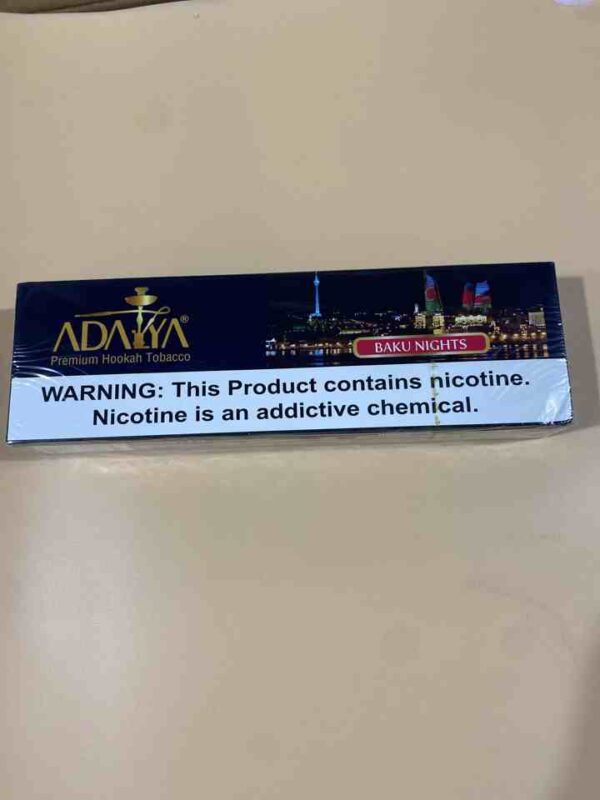 ADALYA®
Premium Hookah Tobacco
BAKU NIGHTS
WARNING: This Product contains nicotine.
Nicotine is an addictive chemical.